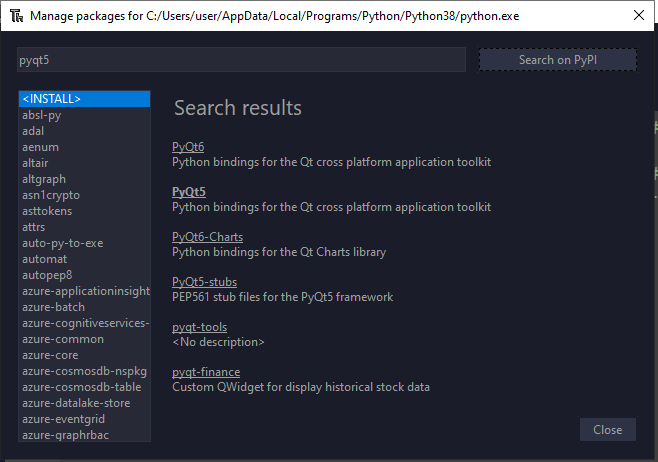 Manage packages for C:/Users/user/AppData/Local/Programs/Python/Python38/python.exe
pyqt5
Search on PyPI
<INSTALL>
absl-py
adal
aenum
altair
altgraph
asn1crypto
asttokens
attrs
auto-py-to-exe
automat
autopep8
azure-applicationinsight
azure-batch
azure-cognitiveservices-
azure-common
azure-core
azure-cosmosdb-nspkg
azure-cosmosdb-table
azure-datalake-store
azure-eventgrid
azure-graphrbac
Search results
PyQt6
Python bindings for the Qt cross platform application toolkit
PyQt5
Python bindings for the Qt cross platform application toolkit
PyQt6-Charts
Python bindings for the Qt Charts library
PyQt5-stubs
PEP561 stub files for the PyQt5 framework
pyqt-tools
<No description>
pyqt-finance
Custom QWidget for display historical stock data
Close